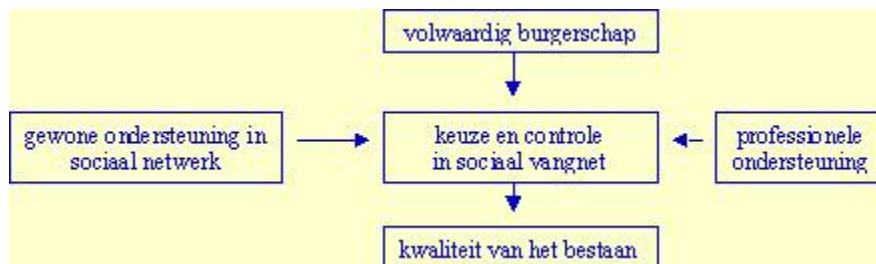 volwaardig burgerschap
gewone ondersteuning in
sociaal netwerk
keuze en controle
in sociaal vangnet
professionele
ondersteuning
kwaliteit van het bestaan